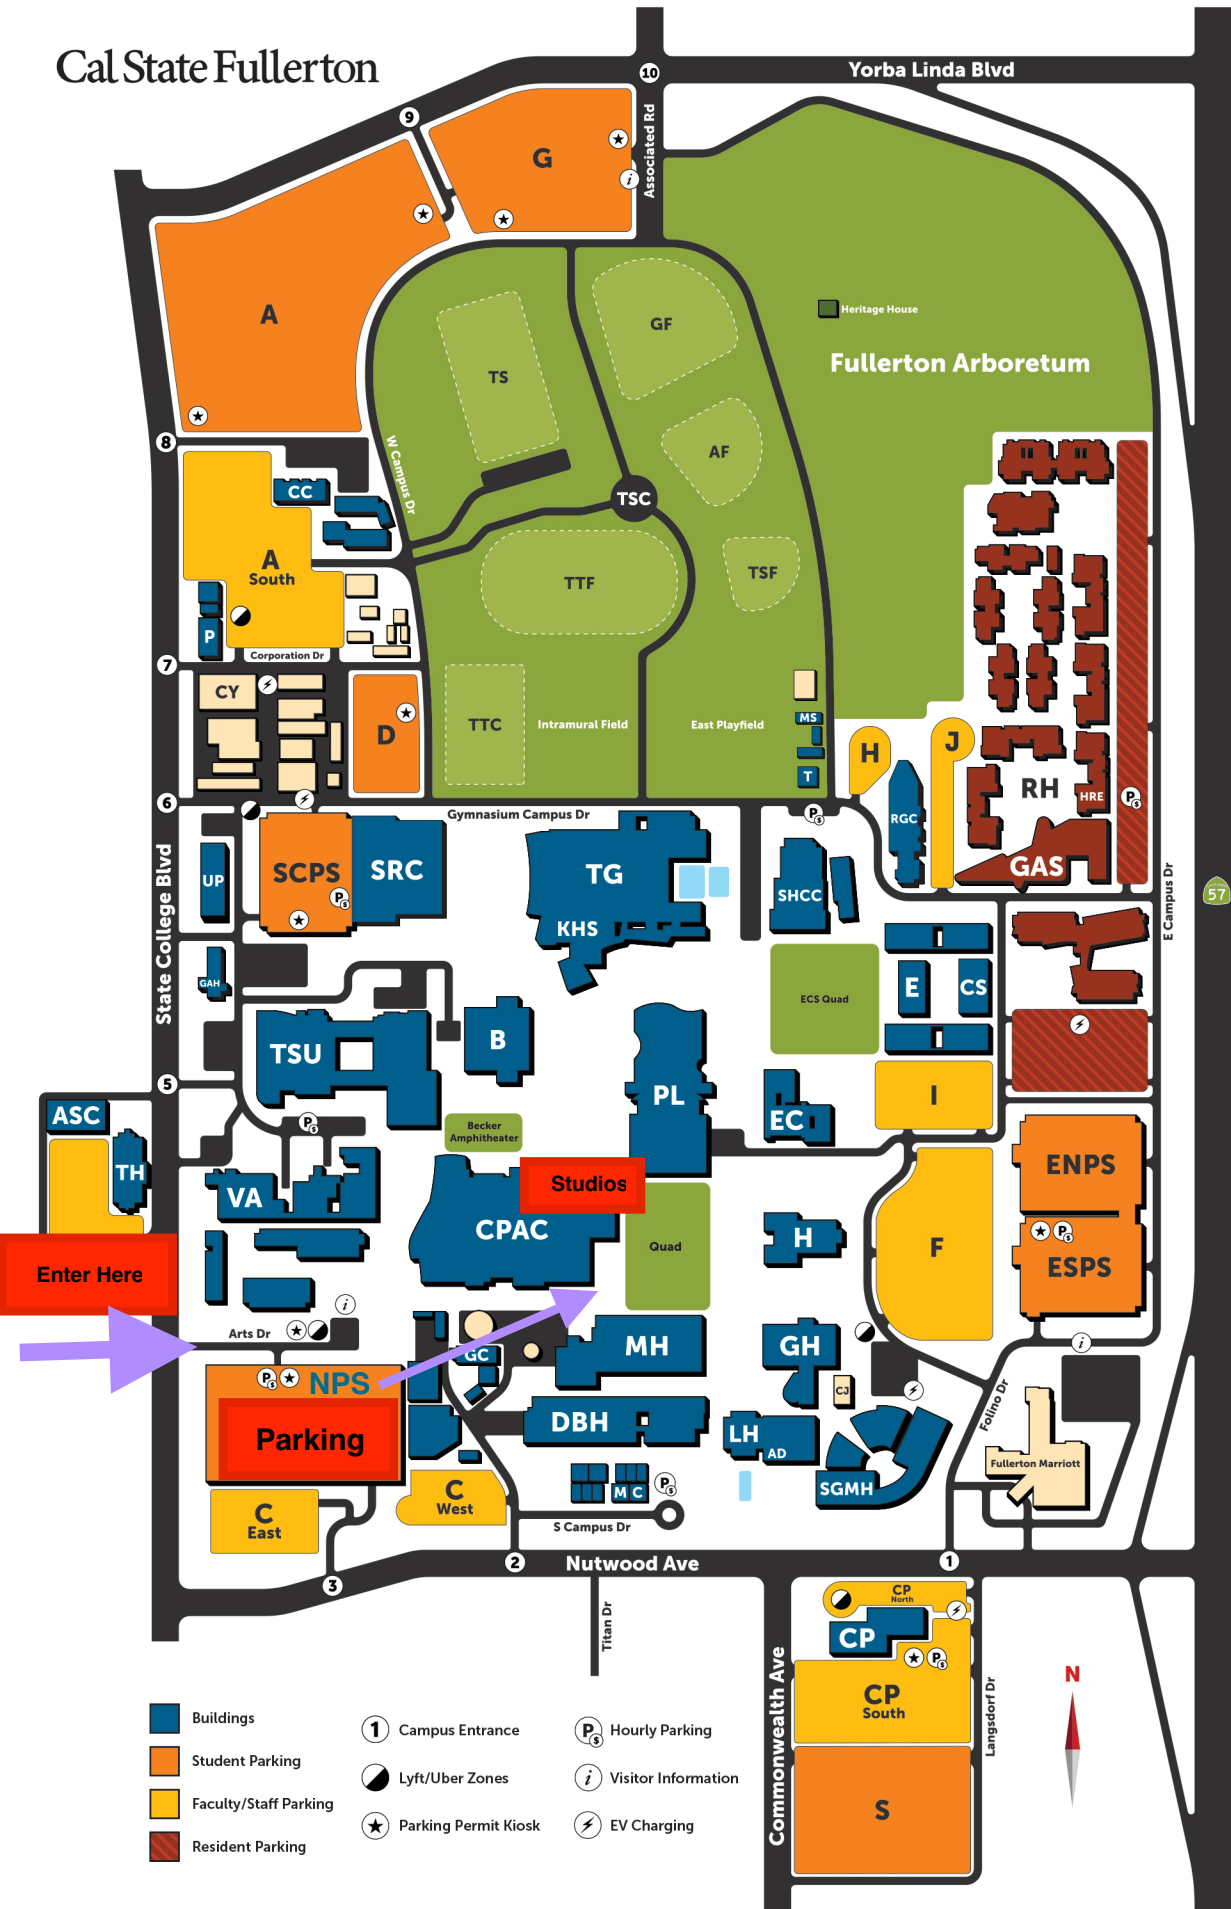 Cal State Fullerton
10
Yorba Linda Blvd
9
G
Associated Rd
i
A
GF
TS
Heritage House
Fullerton Arboretum
8
W Campus Dr
AF
CC
TSC
A
South
TTF
TSF
P
Corporation Dr
7
CY
D
TTC
Intramural Field
East Playfield
MS
T
H
J
RH
HRE
P$
6
Gymnasium Campus Dr
P$
RGC
UP
SCPS
P$
SRC
TG
KHS
SHCC
GAS
State College Blvd
E Campus Dr
57
GAH
ECS Quad
E
CS
TSU
B
PL
5
ASC
P$
Becker
Amphitheater
EC
I
TH
VA
Studios
ENPS
CPAC
Quad
H
F
P$
ESPS
Enter Here
i
Arts Dr
GC
MH
GH
i
P$
NPS
CJ
Folino Dr
Parking
DBH
LH
AD
Fullerton Marriott
SGMH
C
East
C
West
M C
P$
S Campus Dr
3
2
Nutwood Ave
1
Titan Dr
CP
North
CP
P$
CP
South
Commonwealth Ave
Langsdorf Dr
N
S
Buildings
Student Parking
Faculty/Staff Parking
Resident Parking
1
Campus Entrance
Lyft/Uber Zones
Parking Permit Kiosk
P$
Hourly Parking
i
Visitor Information
EV Charging